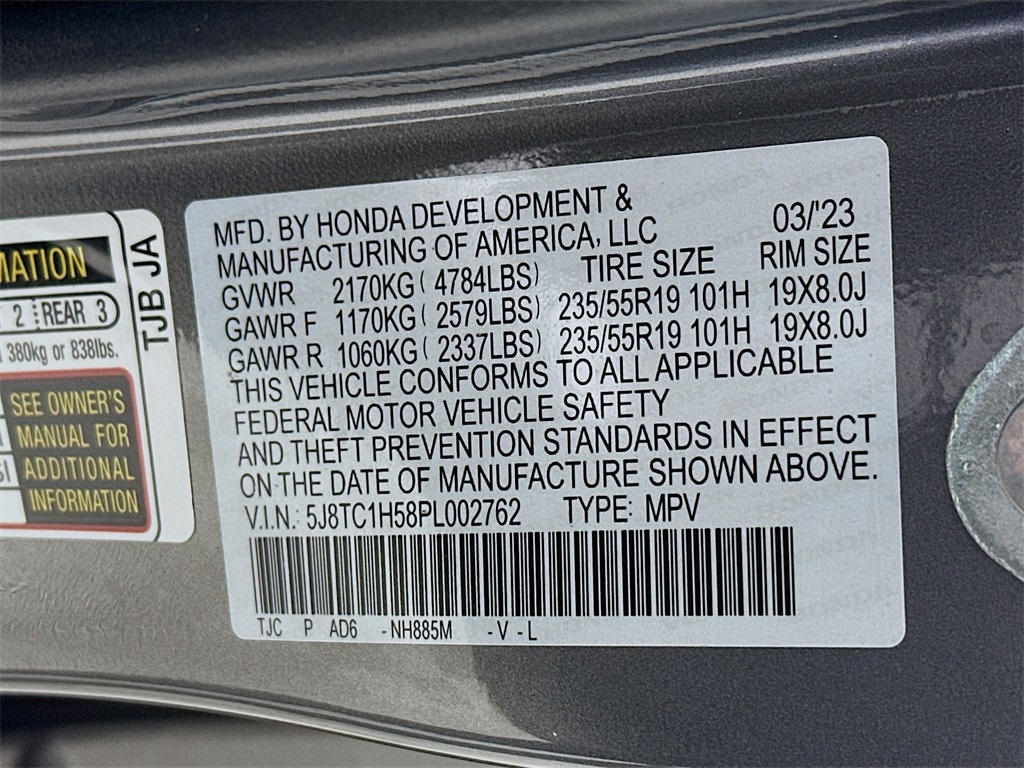 MATION
2 REAR 3
380kg or 838lbs.
SEE OWNER'S
MANUAL FOR
ADDITIONAL
INFORMATION
TJB JA
MFD. BY HONDA DEVELOPMENT & 03/'23
MANUFACTURING OF AMERICA, LLC
GVWR 2170KG( 4784LBS) TIRE SIZE RIM SIZE
GAWR F 1170KG( 2579LBS) 235/55R19 101H 19X8.0J
GAWR R 1060KG( 2337LBS) 235/55R19 101H 19X8.0J
THIS VEHICLE CONFORMS TO ALL APPLICABLE
FEDERAL MOTOR VEHICLE SAFETY
AND THEFT PREVENTION STANDARDS IN EFFECT
ON THE DATE OF MANUFACTURE SHOWN ABOVE.
V.I.N.: 5J8TC1H58PL002762 TYPE: MPV
TJC P AD6 -NH885M -V -L